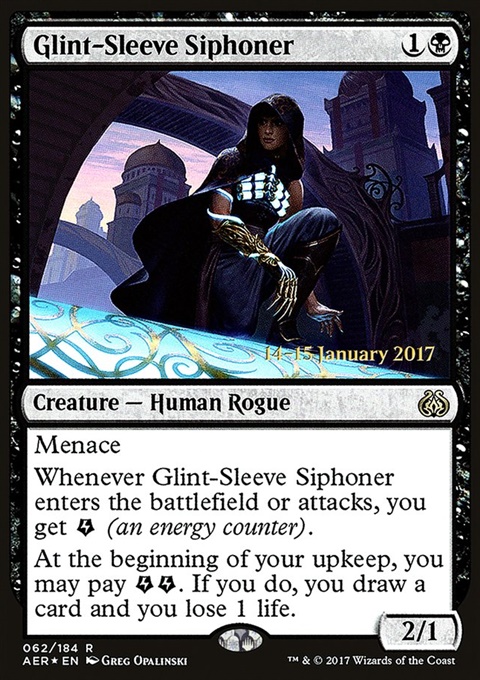 Glint-Sleeve Siphoner 1
14-15 January 2017
Creature — Human Rogue
Menace
Whenever Glint-Sleeve Siphoner
enters the battlefield or attacks, you
get (an energy counter).
At the beginning of your upkeep, you
may pay . If you do, you draw a
card and you lose 1 life.
2/1
062/184 R
AER★EN Greg Opalinski ™ & © 2017 Wizards of the Coast